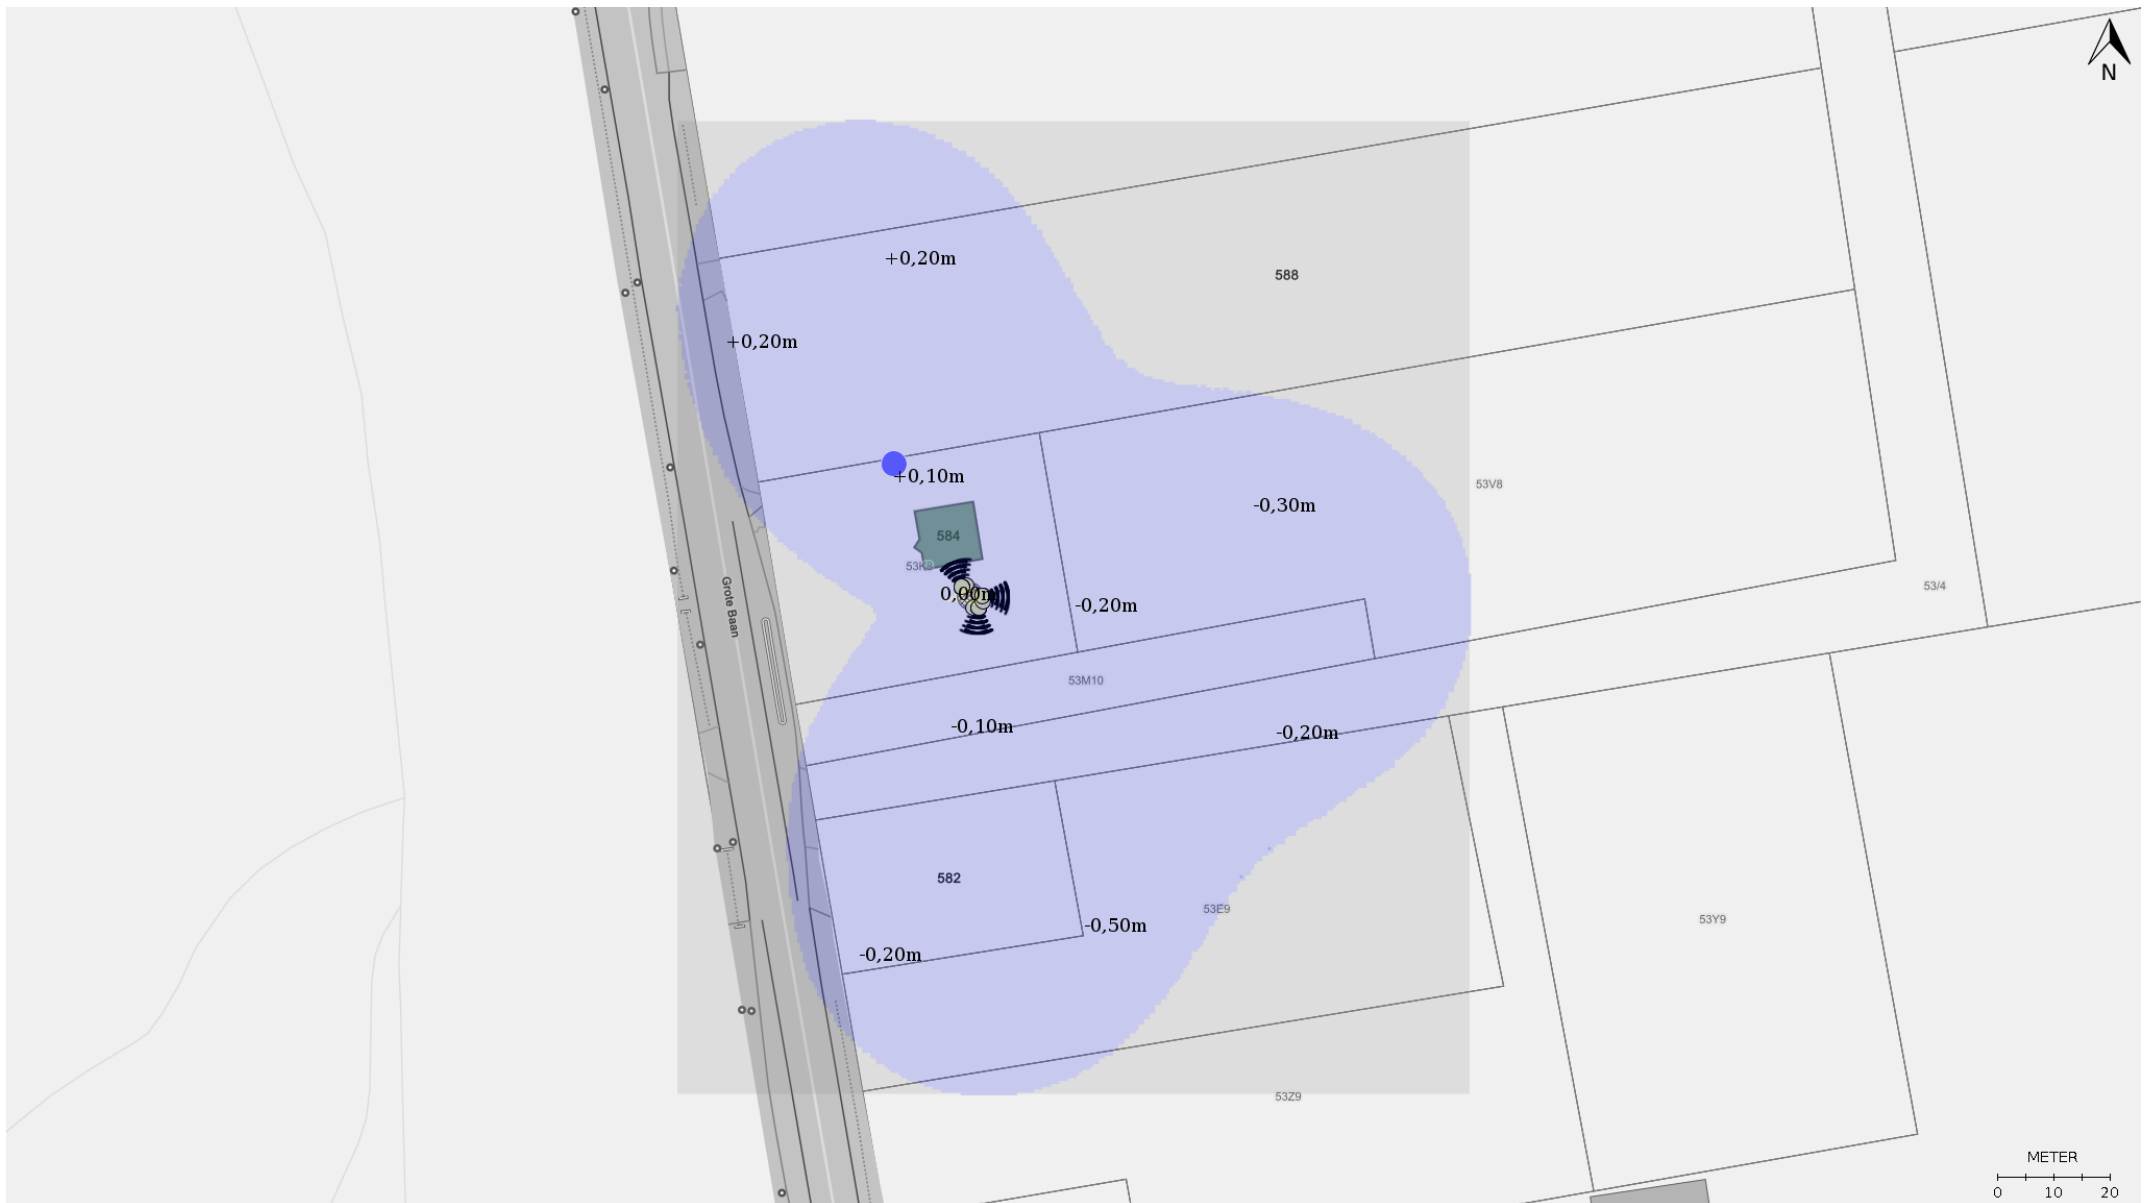 N
+0,20m
588
+0,20m
+0,10m
53V8
-0,30m
584
53K8
0,00m
53/4
-0,20m
Grote Baan
53M10
-0,10m
-0,20m
582
53E9
53Y9
-0,50m
-0,20m
53Z9
METER
0 10 20